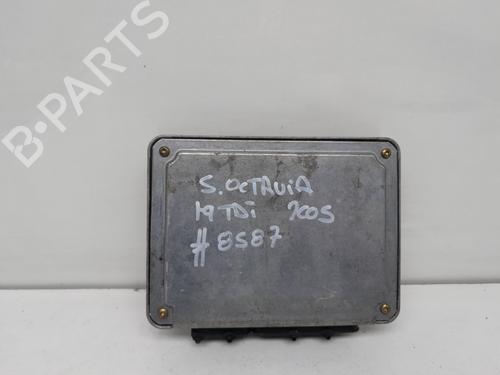 B-PARTS
S. OCTAVIA
1.9 TDI 2005
#8587